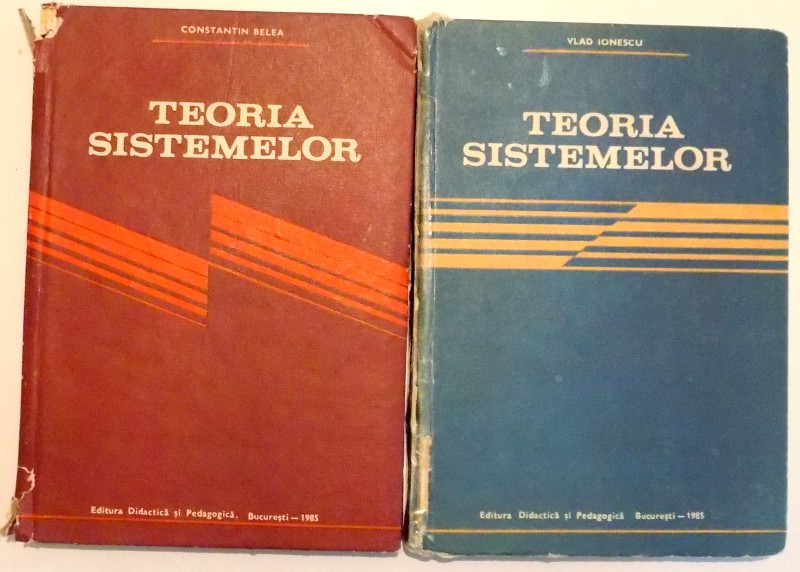 CONSTANTIN BELEA
TEORIA
SISTEMELOR
Editura Didactică și Pedagogică, București — 1985
VLAD IONESCU
TEORIA
SISTEMELOR
Editura Didactică și Pedagogică București — 1985